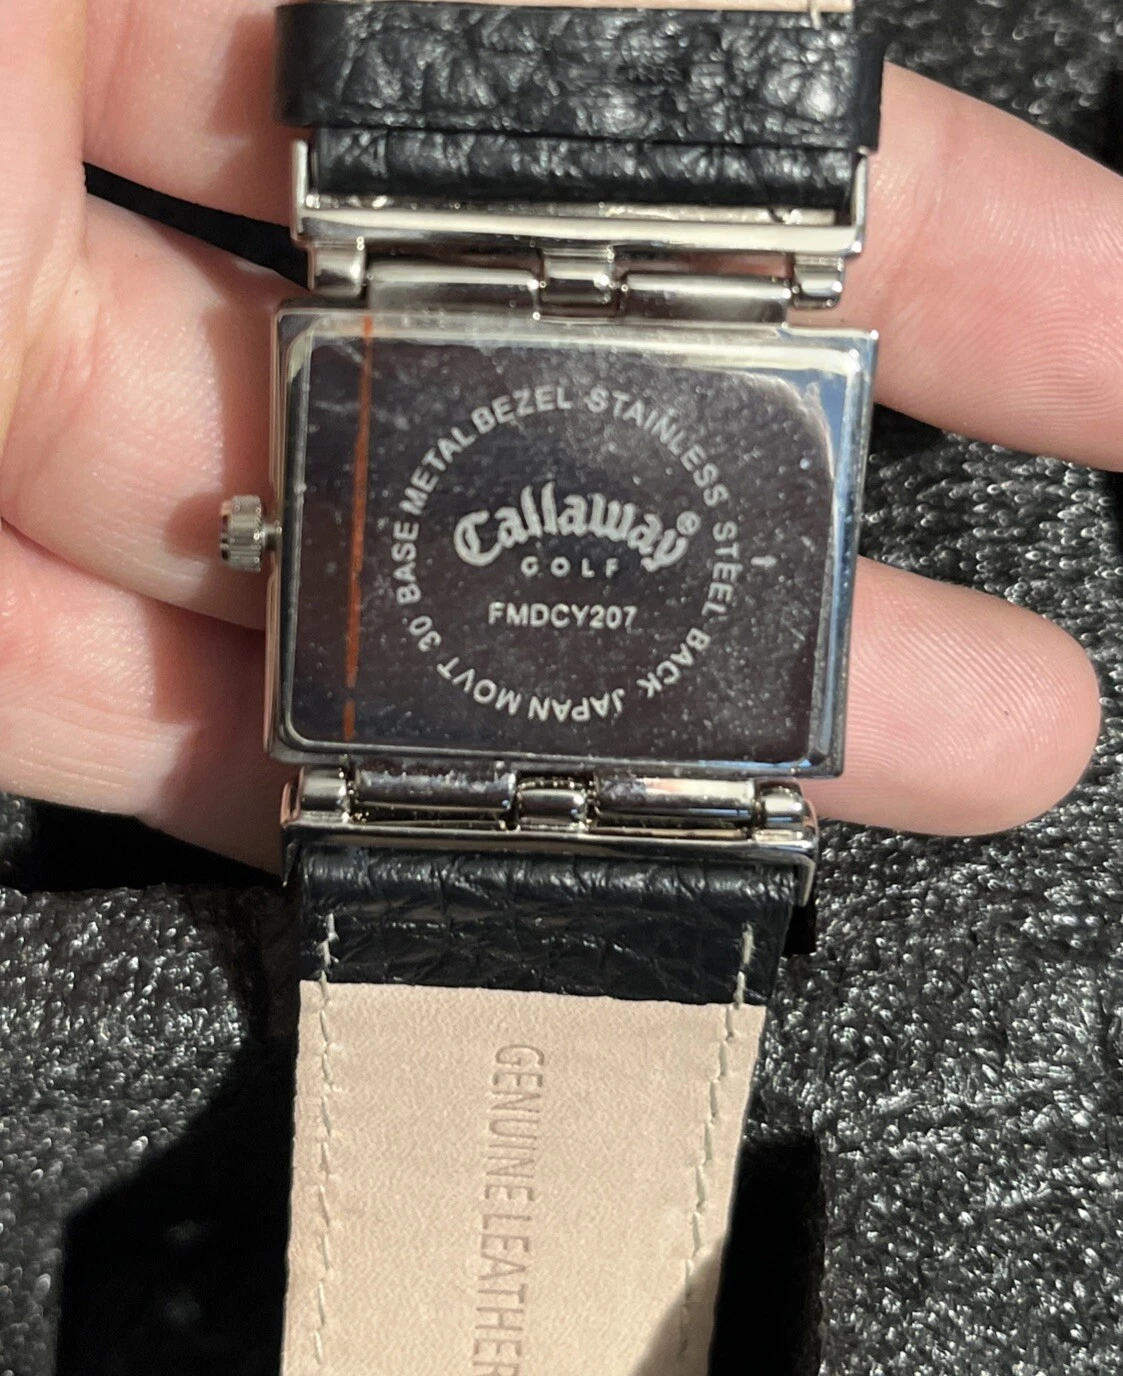 Callaway®
GOLF
FMDCY207
30' BASE METAL BEZEL STAINLESS STEEL BACK JAPAN MOVT
GENUINE LEATHER